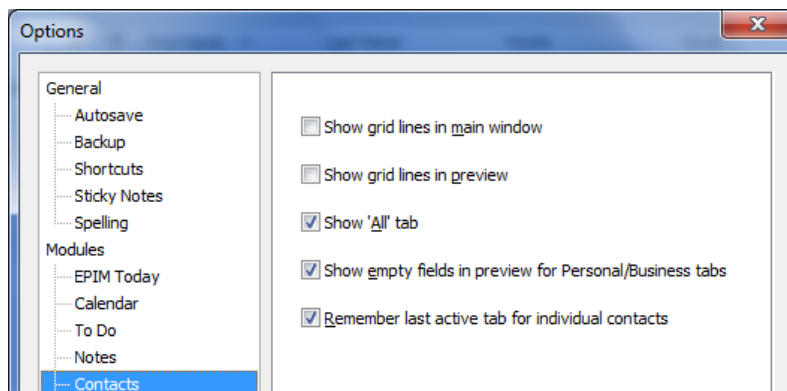 Options
General
Autosave
Backup
Shortcuts
Sticky Notes
Spelling
Modules
EPIM Today
Calendar
To Do
Notes
Contacts
Show grid lines in main window
Show grid lines in preview
Show 'All' tab
Show empty fields in preview for Personal/Business tabs
Remember last active tab for individual contacts